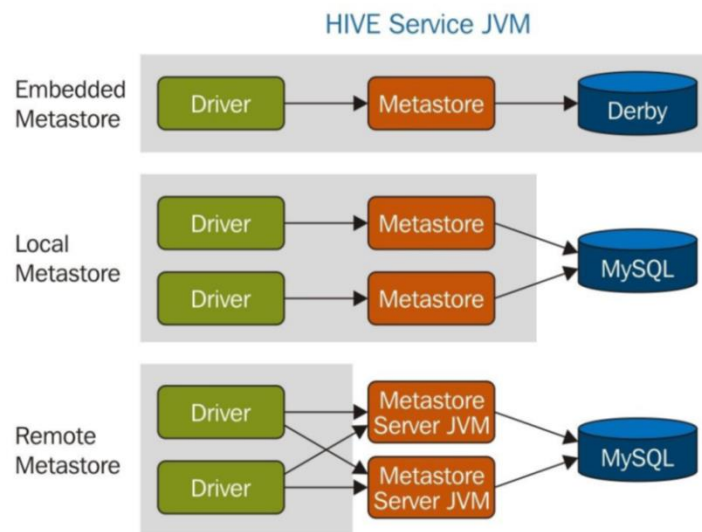 HIVE Service JVM
Embedded
Metastore
Driver
Metastore
Derby
Local
Metastore
Driver
Metastore
Driver
Metastore
MySQL
Remote
Metastore
Driver
Metastore
Server JVM
Driver
Metastore
Server JVM
MySQL